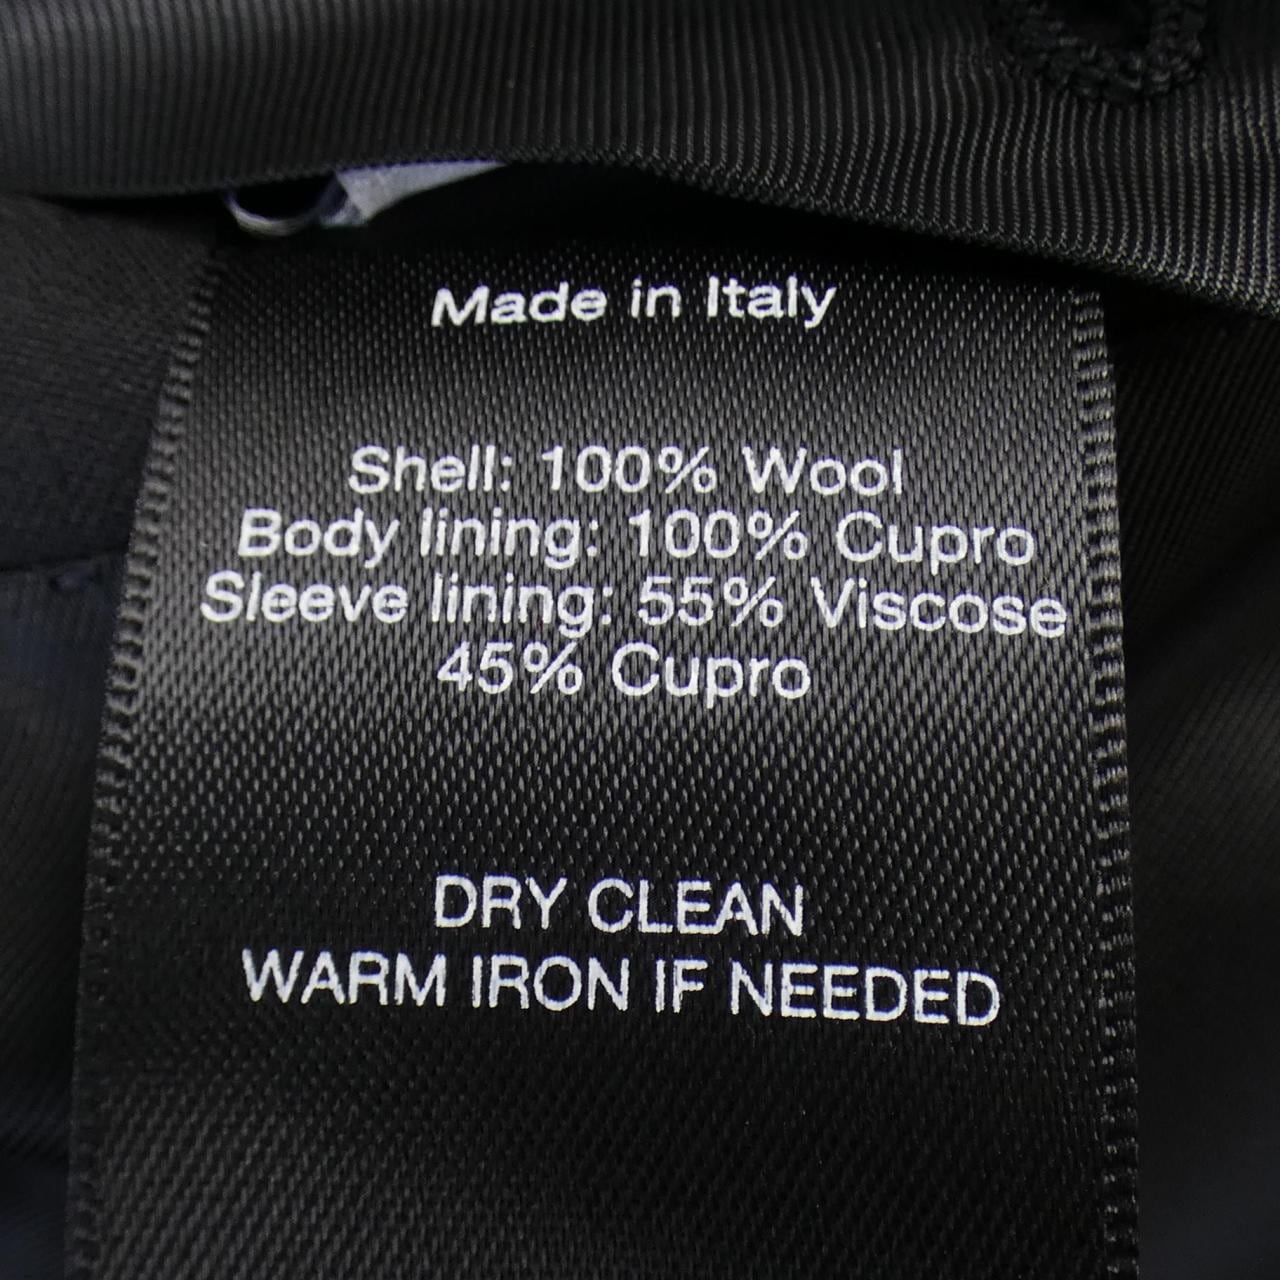 Made in Italy
Shell: 100% Wool
Body lining: 100% Cupro
Sleeve lining: 55% Viscose
45% Cupro
DRY CLEAN
WARM IRON IF NEEDED